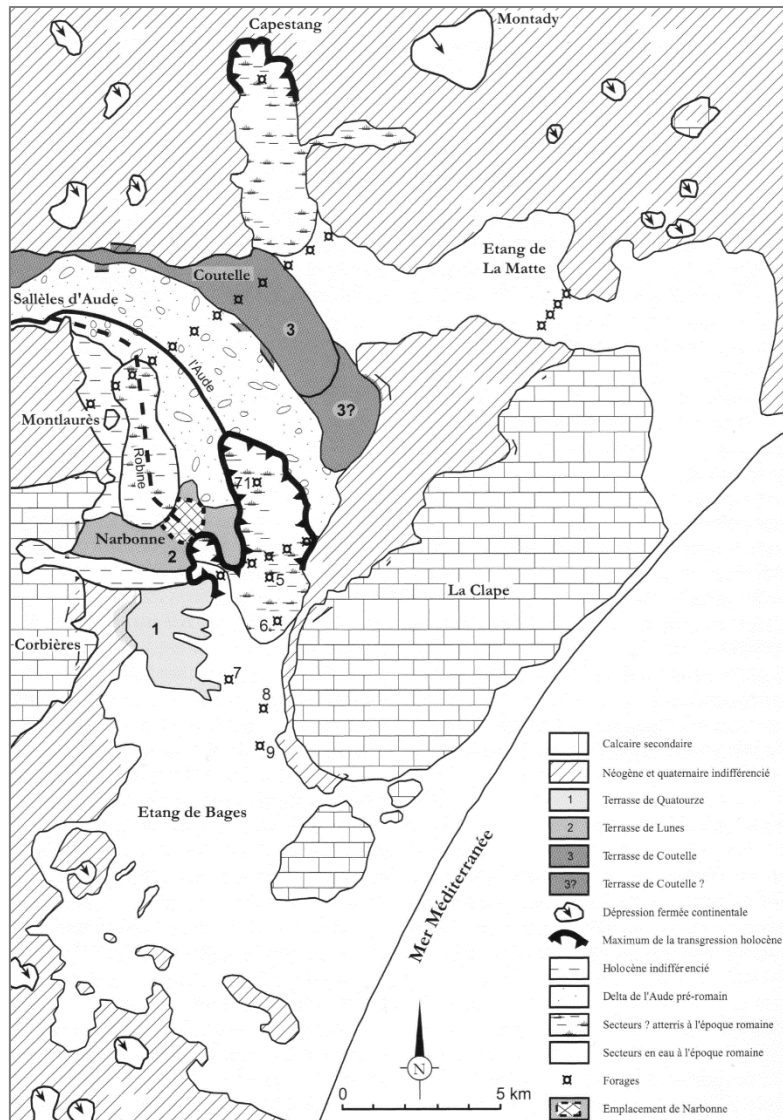 Capestang
Montady
Etang de
La Matte
Coutelle
Sallèles d'Aude
3
l'Aude
3?
Montlaurès
Robine
71
Narbonne
2
5
La Clape
6
1
Corbières
7
8
9
Etang de Bages
Mer Méditerranée
N
0
5 km
Calcaire secondaire
Néogène et quaternaire indifférencié
1 Terrasse de Quatourze
2 Terrasse de Lunes
3 Terrasse de Coutelle
3? Terrasse de Coutelle ?
Dépression fermée continentale
Maximum de la transgression holocène
Holocène indifférencié
Delta de l'Aude pré-romain
Secteurs ? atterris à l'époque romaine
Secteurs en eau à l'époque romaine
Forages
Emplacement de Narbonne